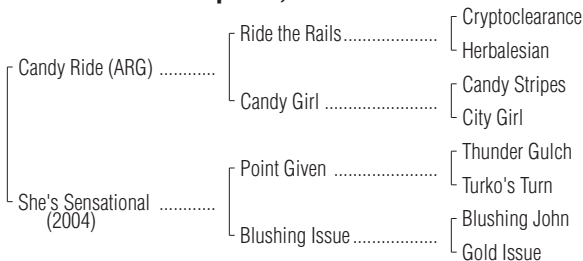 Cryptoclearance
Ride the Rails....................
Herbalesian
Candy Ride (ARG) ............
Candy Stripes
Candy Girl ........................
City Girl
Thunder Gulch
Point Given ......................
Turko's Turn
She's Sensational ............
(2004)
Blushing John
Blushing Issue..................
Gold Issue